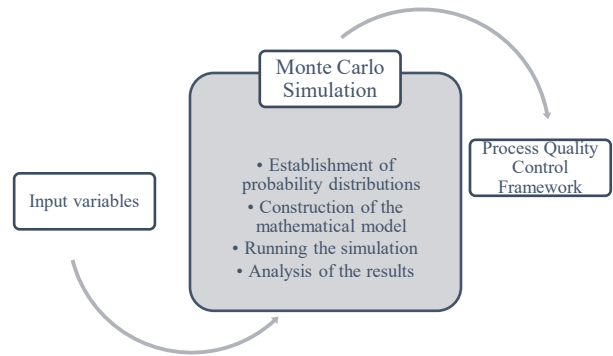 Monte Carlo
Simulation
Process Quality
Control
Framework
• Establishment of
probability distributions
• Construction of the
mathematical model
• Running the simulation
• Analysis of the results
Input variables